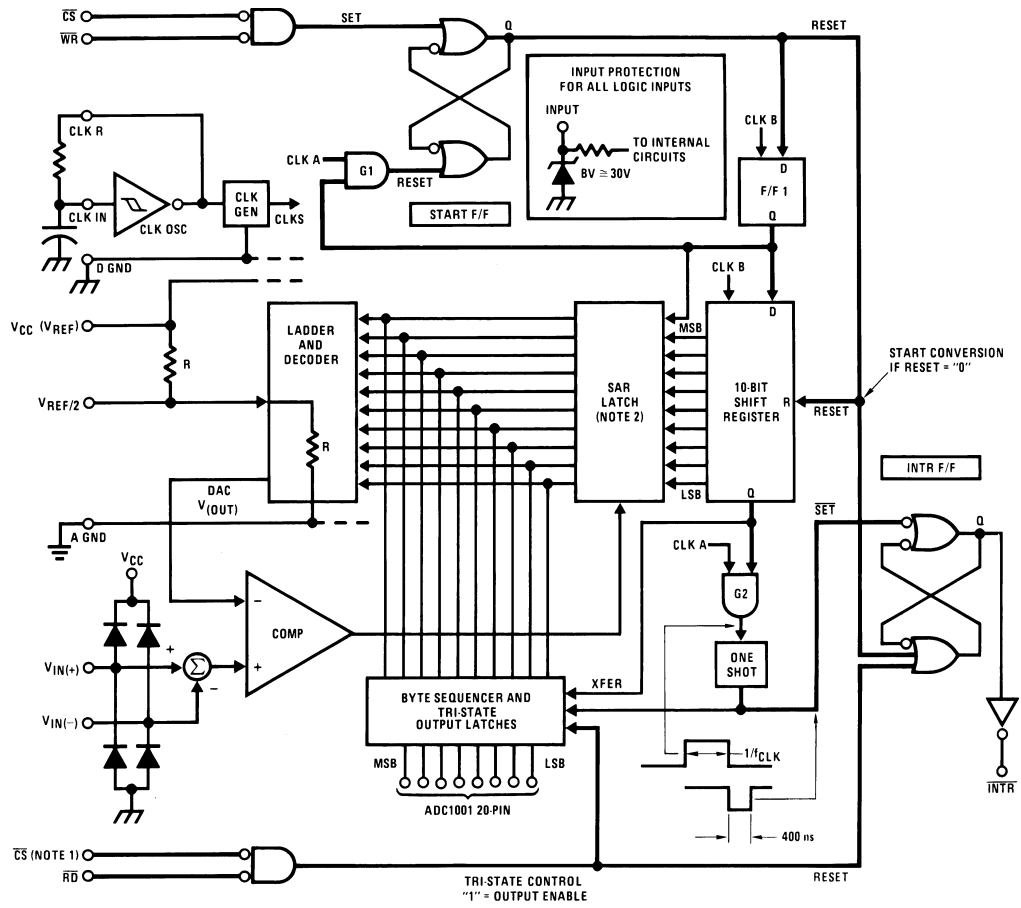 CS
WR
SET
Q
RESET
INPUT PROTECTION
FOR ALL LOGIC INPUTS
INPUT
TO INTERNAL
CIRCUITS
BV ≅ 30V
CLK R
CLK IN
CLK OSC
CLK
GEN
CLKS
D GND
CLK A
G1
RESET
START F/F
CLK B
D
F/F 1
Q
VCC (VREF)
R
VREF/2
LADDER
AND
DECODER
R
MSB
SAR
LATCH
(NOTE 2)
LSB
CLK B
D
10-BIT
SHIFT
REGISTER
R
RESET
Q
START CONVERSION
IF RESET = "0"
INTR F/F
DAC
V(OUT)
A GND
VCC
VIN(+)
VIN(−)
+
Σ
−
−
COMP
+
CLK A
G2
ONE
SHOT
SET
Q
XFER
BYTE SEQUENCER AND
TRI-STATE
OUTPUT LATCHES
MSB
LSB
ADC1001 20-PIN
1/fCLK
400 ns
INTR
CS (NOTE 1)
RD
TRI-STATE CONTROL
"1" = OUTPUT ENABLE
RESET